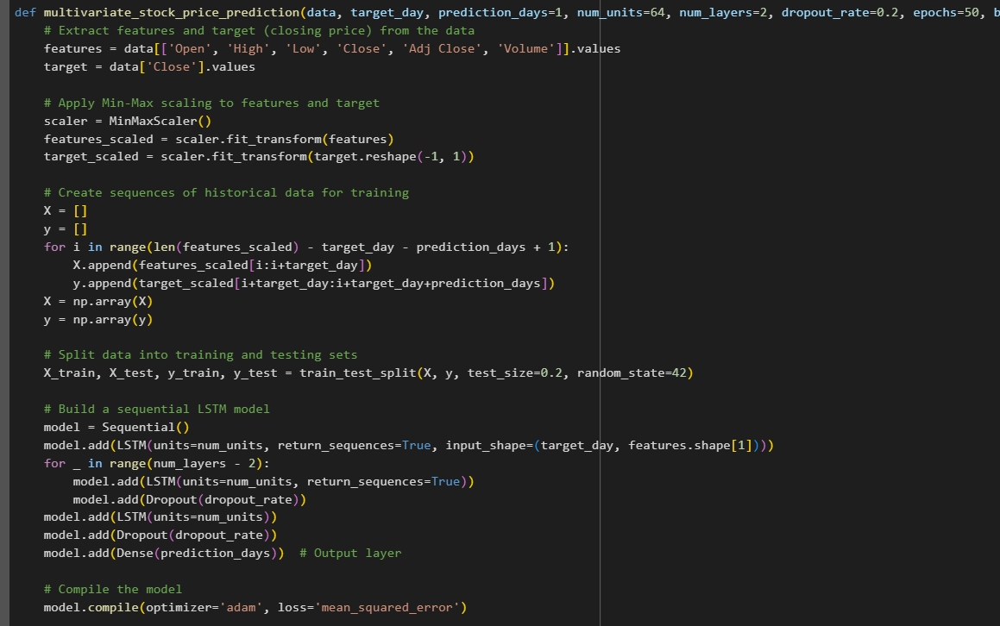 def multivariate_stock_price_prediction(data, target_day, prediction_days=1, num_units=64, num_layers=2, dropout_rate=0.2, epochs=50, b
    # Extract features and target (closing price) from the data
    features = data[['Open', 'High', 'Low', 'Close', 'Adj Close', 'Volume']].values
    target = data['Close'].values

    # Apply Min-Max scaling to features and target
    scaler = MinMaxScaler()
    features_scaled = scaler.fit_transform(features)
    target_scaled = scaler.fit_transform(target.reshape(-1, 1))

    # Create sequences of historical data for training
    X = []
    y = []
    for i in range(len(features_scaled) - target_day - prediction_days + 1):
        X.append(features_scaled[i:i+target_day])
        y.append(target_scaled[i+target_day:i+target_day+prediction_days])
    X = np.array(X)
    y = np.array(y)

    # Split data into training and testing sets
    X_train, X_test, y_train, y_test = train_test_split(X, y, test_size=0.2, random_state=42)

    # Build a sequential LSTM model
    model = Sequential()
    model.add(LSTM(units=num_units, return_sequences=True, input_shape=(target_day, features.shape[1])))
    for _ in range(num_layers - 2):
        model.add(LSTM(units=num_units, return_sequences=True))
        model.add(Dropout(dropout_rate))
    model.add(LSTM(units=num_units))
    model.add(Dropout(dropout_rate))
    model.add(Dense(prediction_days))  # Output layer

    # Compile the model
    model.compile(optimizer='adam', loss='mean_squared_error')